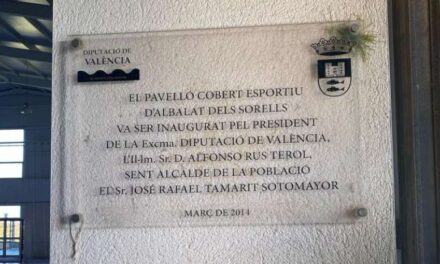 DIPUTACIÓ DE
VALÈNCIA
EL PAVELLÓ COBERT ESPORTIU
D'ALBALAT DELS SORELLS
VA SER INAUGURAT PEL PRESIDENT
DE LA Excma. DIPUTACIÓ DE VALÈNCIA,
L'Il·lm. Sr. D. ALFONSO RUS TEROL,
SENT ALCALDE DE LA POBLACIÓ
EL Sr. JOSÉ RAFAEL TAMARIT SOTOMAYOR
MARÇ DE 2014